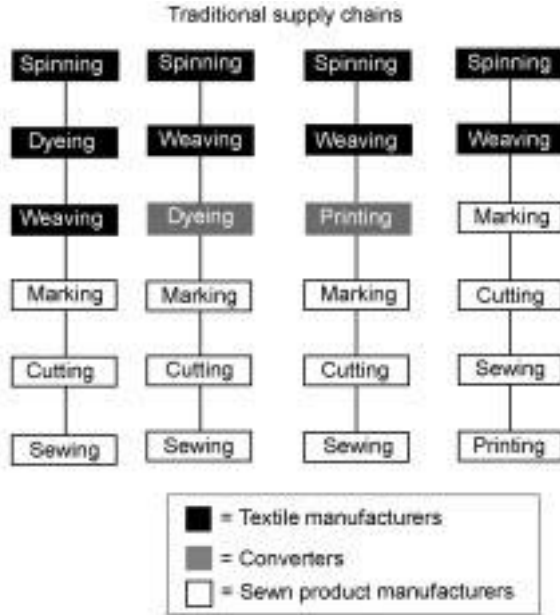 Traditional supply chains
Spinning Spinning Spinning Spinning
Dyeing Weaving Weaving Weaving
Weaving Dyeing Printing Marking
Marking Marking Marking Cutting
Cutting Cutting Cutting Sewing
Sewing Sewing Sewing Printing
= Textile manufacturers
= Converters
= Sewn product manufacturers